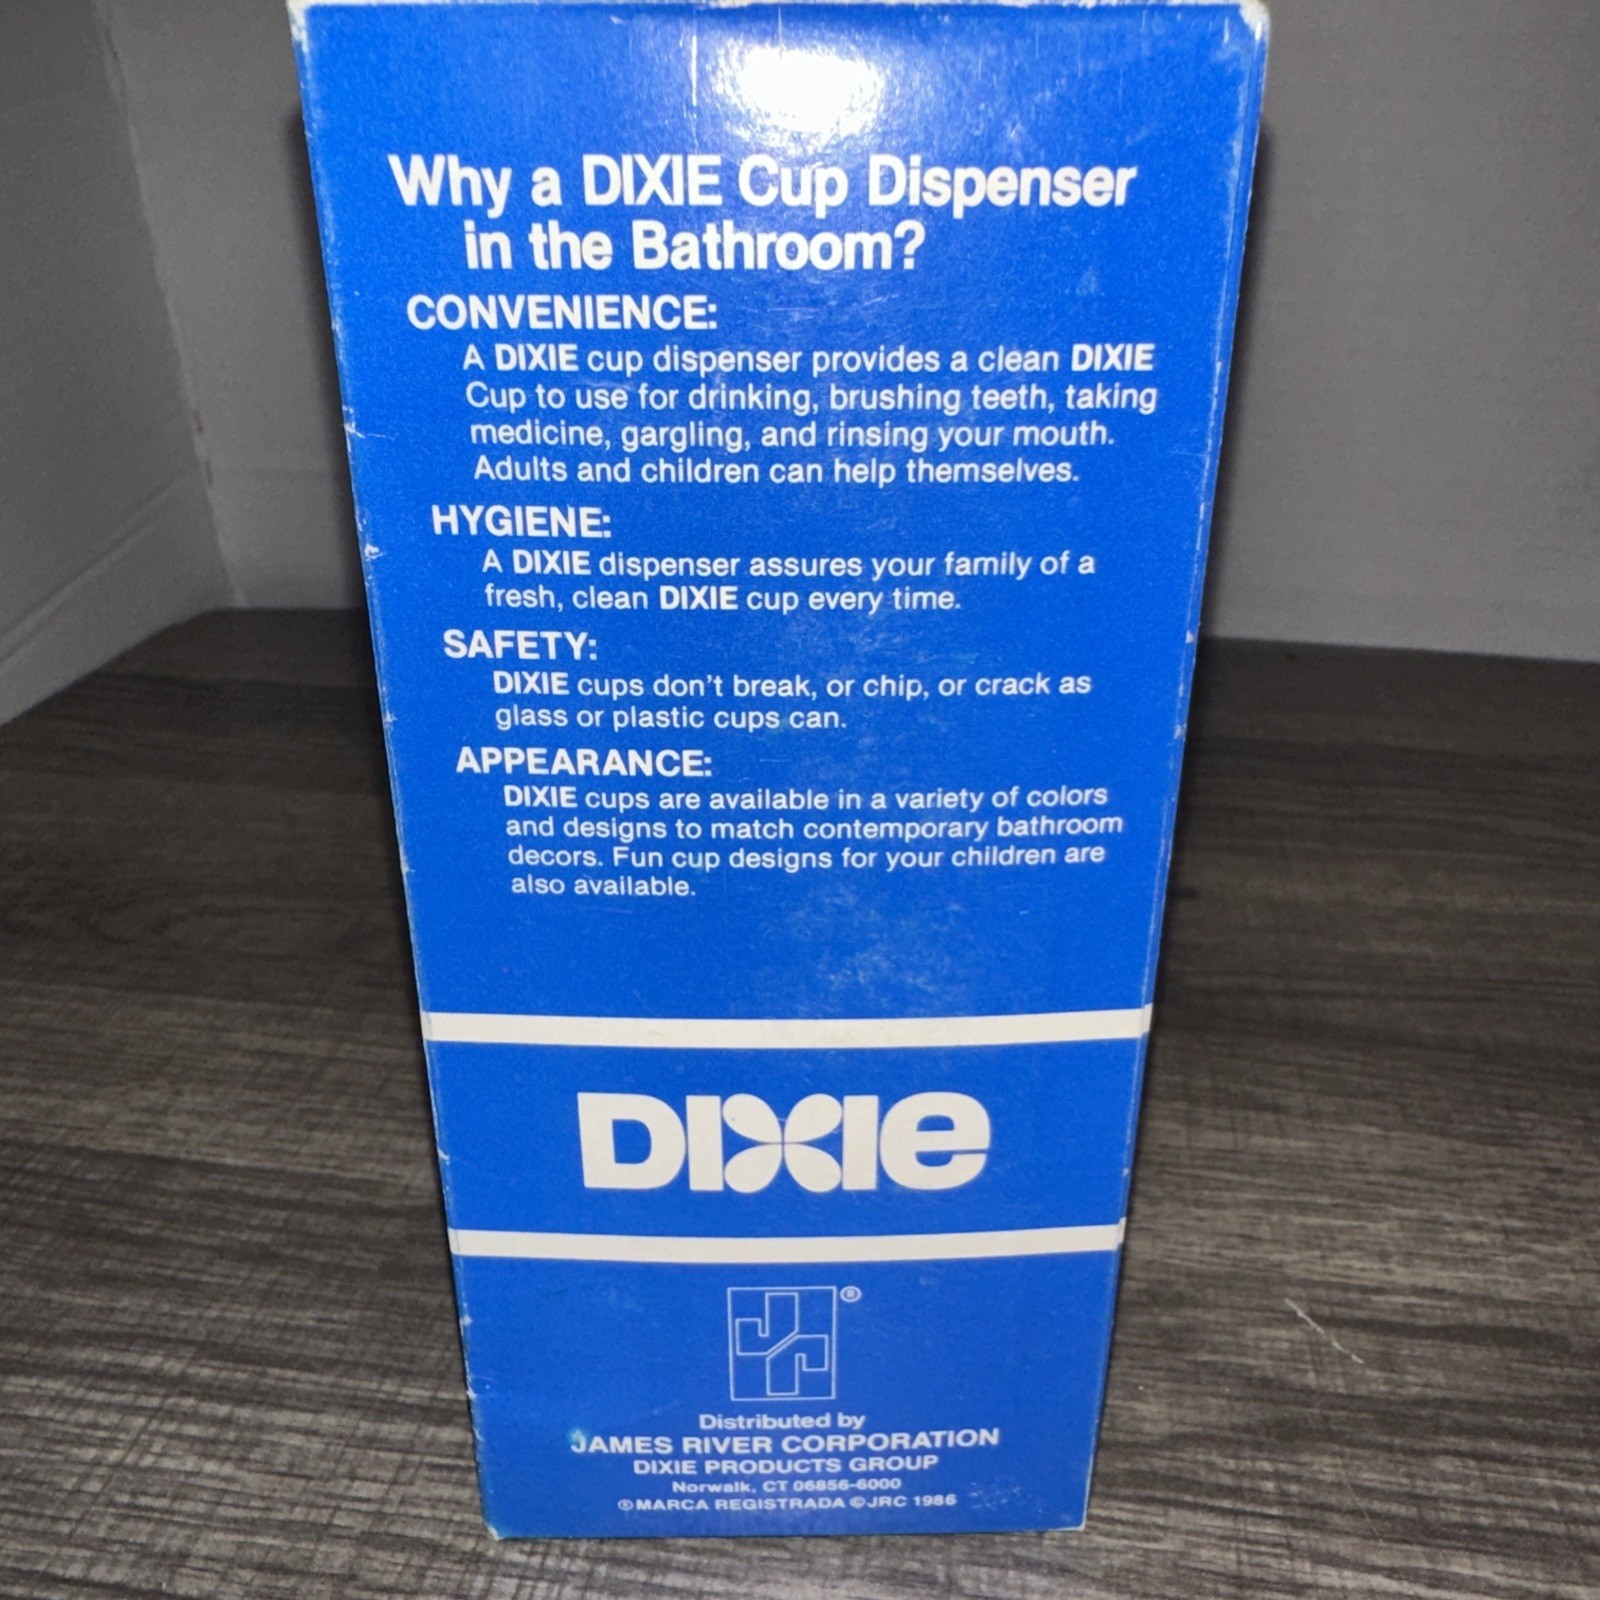 Why a DIXIE Cup Dispenser
in the Bathroom?
CONVENIENCE:
A DIXIE cup dispenser provides a clean DIXIE
Cup to use for drinking, brushing teeth, taking
medicine, gargling, and rinsing your mouth.
Adults and children can help themselves.
HYGIENE:
A DIXIE dispenser assures your family of a
fresh, clean DIXIE cup every time.
SAFETY:
DIXIE cups don't break, or chip, or crack as
glass or plastic cups can.
APPEARANCE:
DIXIE cups are available in a variety of colors
and designs to match contemporary bathroom
decors. Fun cup designs for your children are
also available.
DIXIE
®
Distributed by
JAMES RIVER CORPORATION
DIXIE PRODUCTS GROUP
Norwalk, CT 06856-6000
® MARCA REGISTRADA © JRC 1986